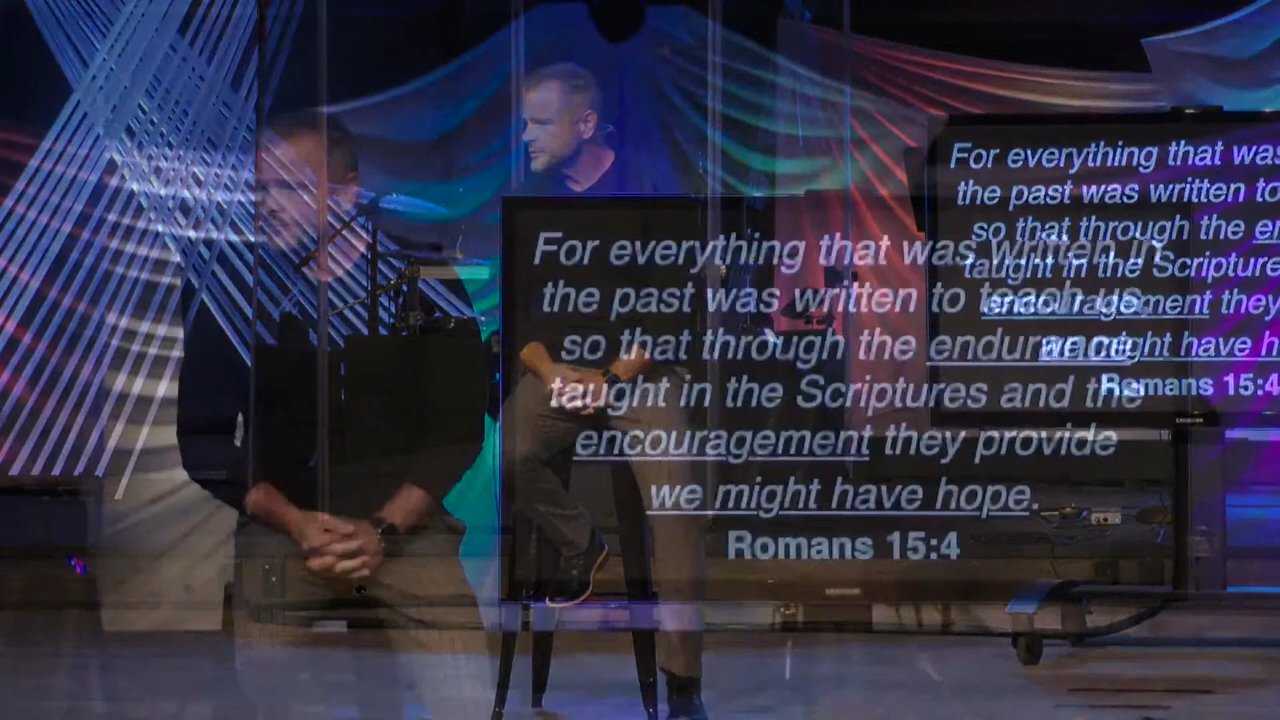 For everything that was written in
the past was written to teach us,
so that through the endurance
taught in the Scriptures and the
encouragement they provide
we might have hope.
Romans 15:4
For everything that was
the past was written to
so that through the
taught in the Scripture
encouragement they
we might have h
Romans 15:4
SAMSUNG